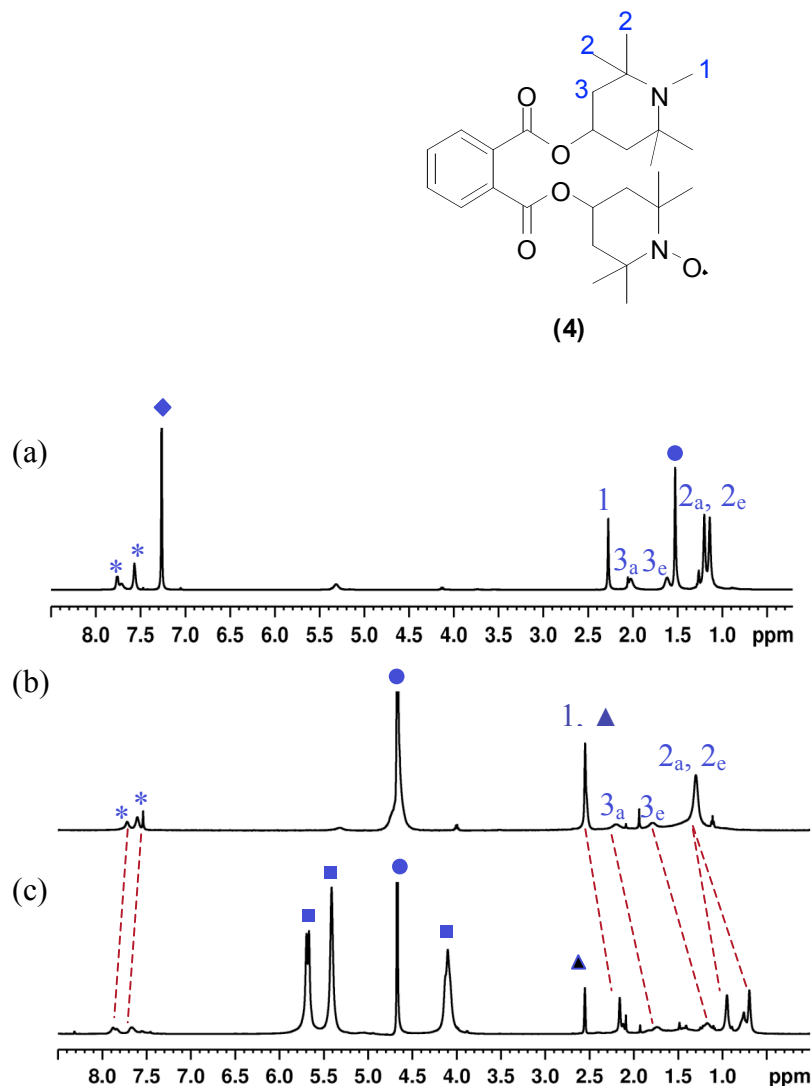 2
2
1
3
N
O
O
O
O
N
O•
(4)
(a)
◆
●
1
2a, 2e
* *
3a 3e
8.0 7.5 7.0 6.5 6.0 5.5 5.0 4.5 4.0 3.5 3.0 2.5 2.0 1.5 1.0 ppm
(b)
●
1, ▲
2a, 2e
* *
3a 3e
(c)
■ ■ ● ■ ▲
8.0 7.5 7.0 6.5 6.0 5.5 5.0 4.5 4.0 3.5 3.0 2.5 2.0 1.5 1.0 ppm